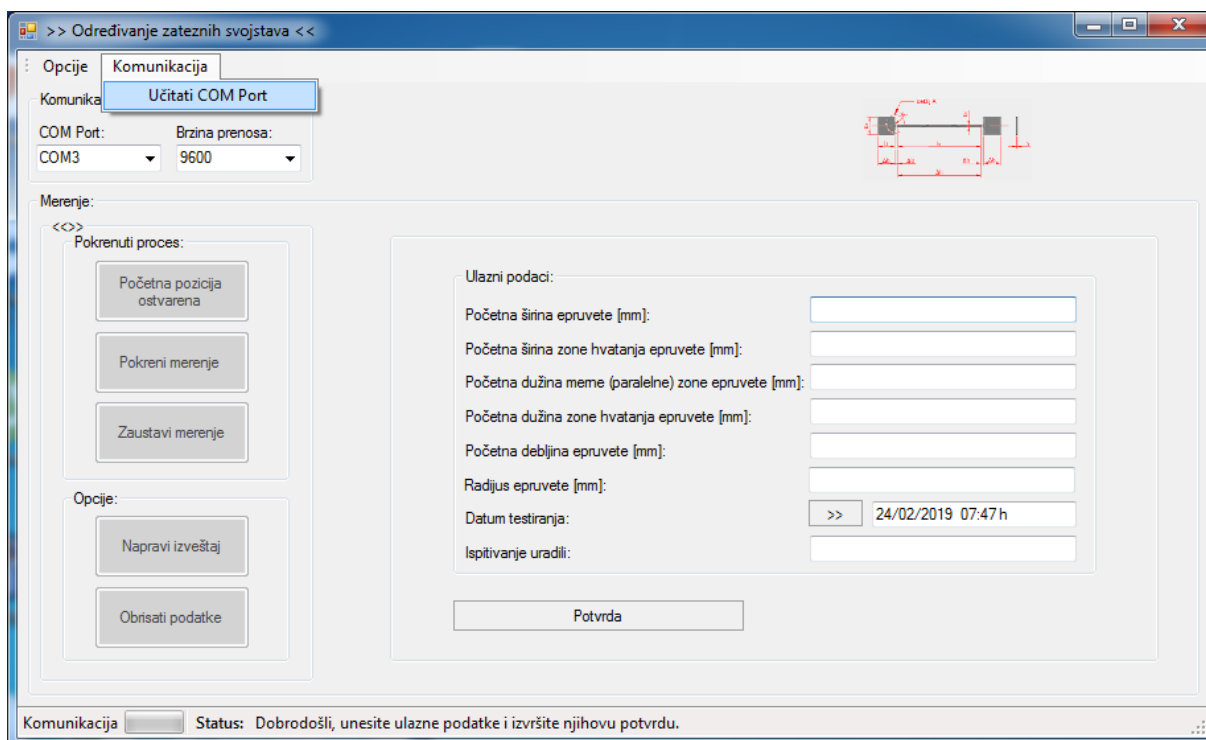 >> Određivanje zateznih svojstava <<
Opcije Komunikacija
Učitati COM Port
Komunika
COM Port: Brzina prenosa:
COM3 9600
Merenje:
<<>>
Pokrenuti proces:
Početna pozicija
ostvarena
Pokreni merenje
Zaustavi merenje
Opcije:
Napravi izveštaj
Obrisati podatke
Ulazni podaci:
Početna širina epruvete [mm]:
Početna širina zone hvatanja epruvete [mm]:
Početna dužina merne (paralelne) zone epruvete [mm]:
Početna dužina zone hvatanja epruvete [mm]:
Početna debljina epruvete [mm]:
Radijus epruvete [mm]:
Datum testiranja: >> 24/02/2019 07:47 h
Ispitivanje uradili:
Potvrda
Komunikacija Status: Dobrodošli, unesite ulazne podatke i izvršite njihovu potvrdu.